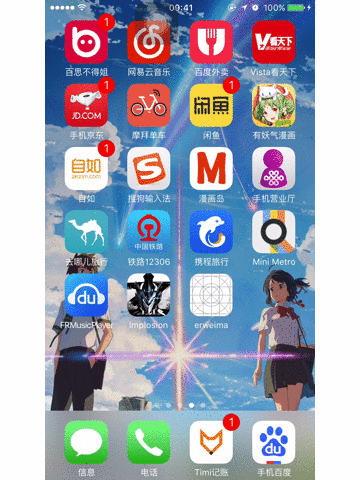 09:41
100%
1
百思不得姐
网易云音乐
百度外卖
看天下
Vista看天下
1
JD.COM
手机京东
摩拜单车
闲鱼
闲鱼
有妖气漫画
1
自如
ziroom.com
自如
S
搜狗输入法
M
漫画岛
手机营业厅
去哪儿旅行
中国铁路
铁路12306
携程旅行
Mini Metro
du
FRMusicPlayer
Implosion
erweima
1
信息
电话
Timi记账
du
手机百度